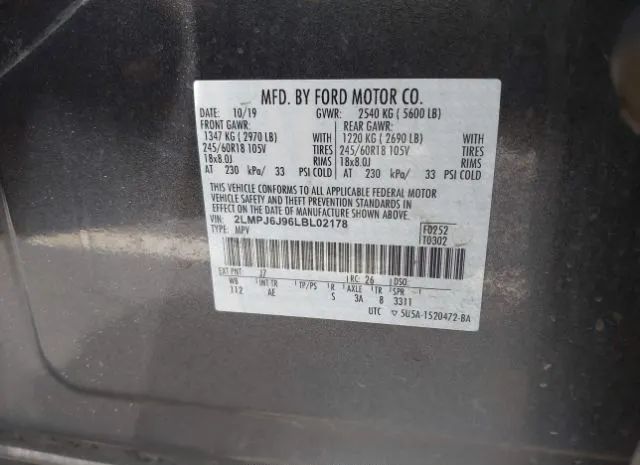 MFD. BY FORD MOTOR CO.
DATE: 10/19 GVWR: 2540 KG ( 5600 LB)
FRONT GAWR: REAR GAWR:
1347 KG ( 2970 LB) WITH 1220 KG ( 2690 LB) WITH
245/60R18 105V TIRES 245/60R18 105V TIRES
18x8.0J RIMS 18x8.0J RIMS
AT 230 kPa/ 33 PSI COLD AT 230 kPa/ 33 PSI COLD
THIS VEHICLE CONFORMS TO ALL APPLICABLE FEDERAL MOTOR
VEHICLE SAFETY AND THEFT PREVENTION STANDARDS IN
EFFECT ON THE DATE OF MANUFACTURE SHOWN ABOVE.
VIN: 2LMPJ6J96LBL02178 F0252
TYPE: MPV T0302
EXT PNT: J7 RC: 26 DSO:
WB INT TR TP/PS R AXLE TR SPR
112 AE S 3A 8 3311
UTC ▽ 5U5A-1520472-BA